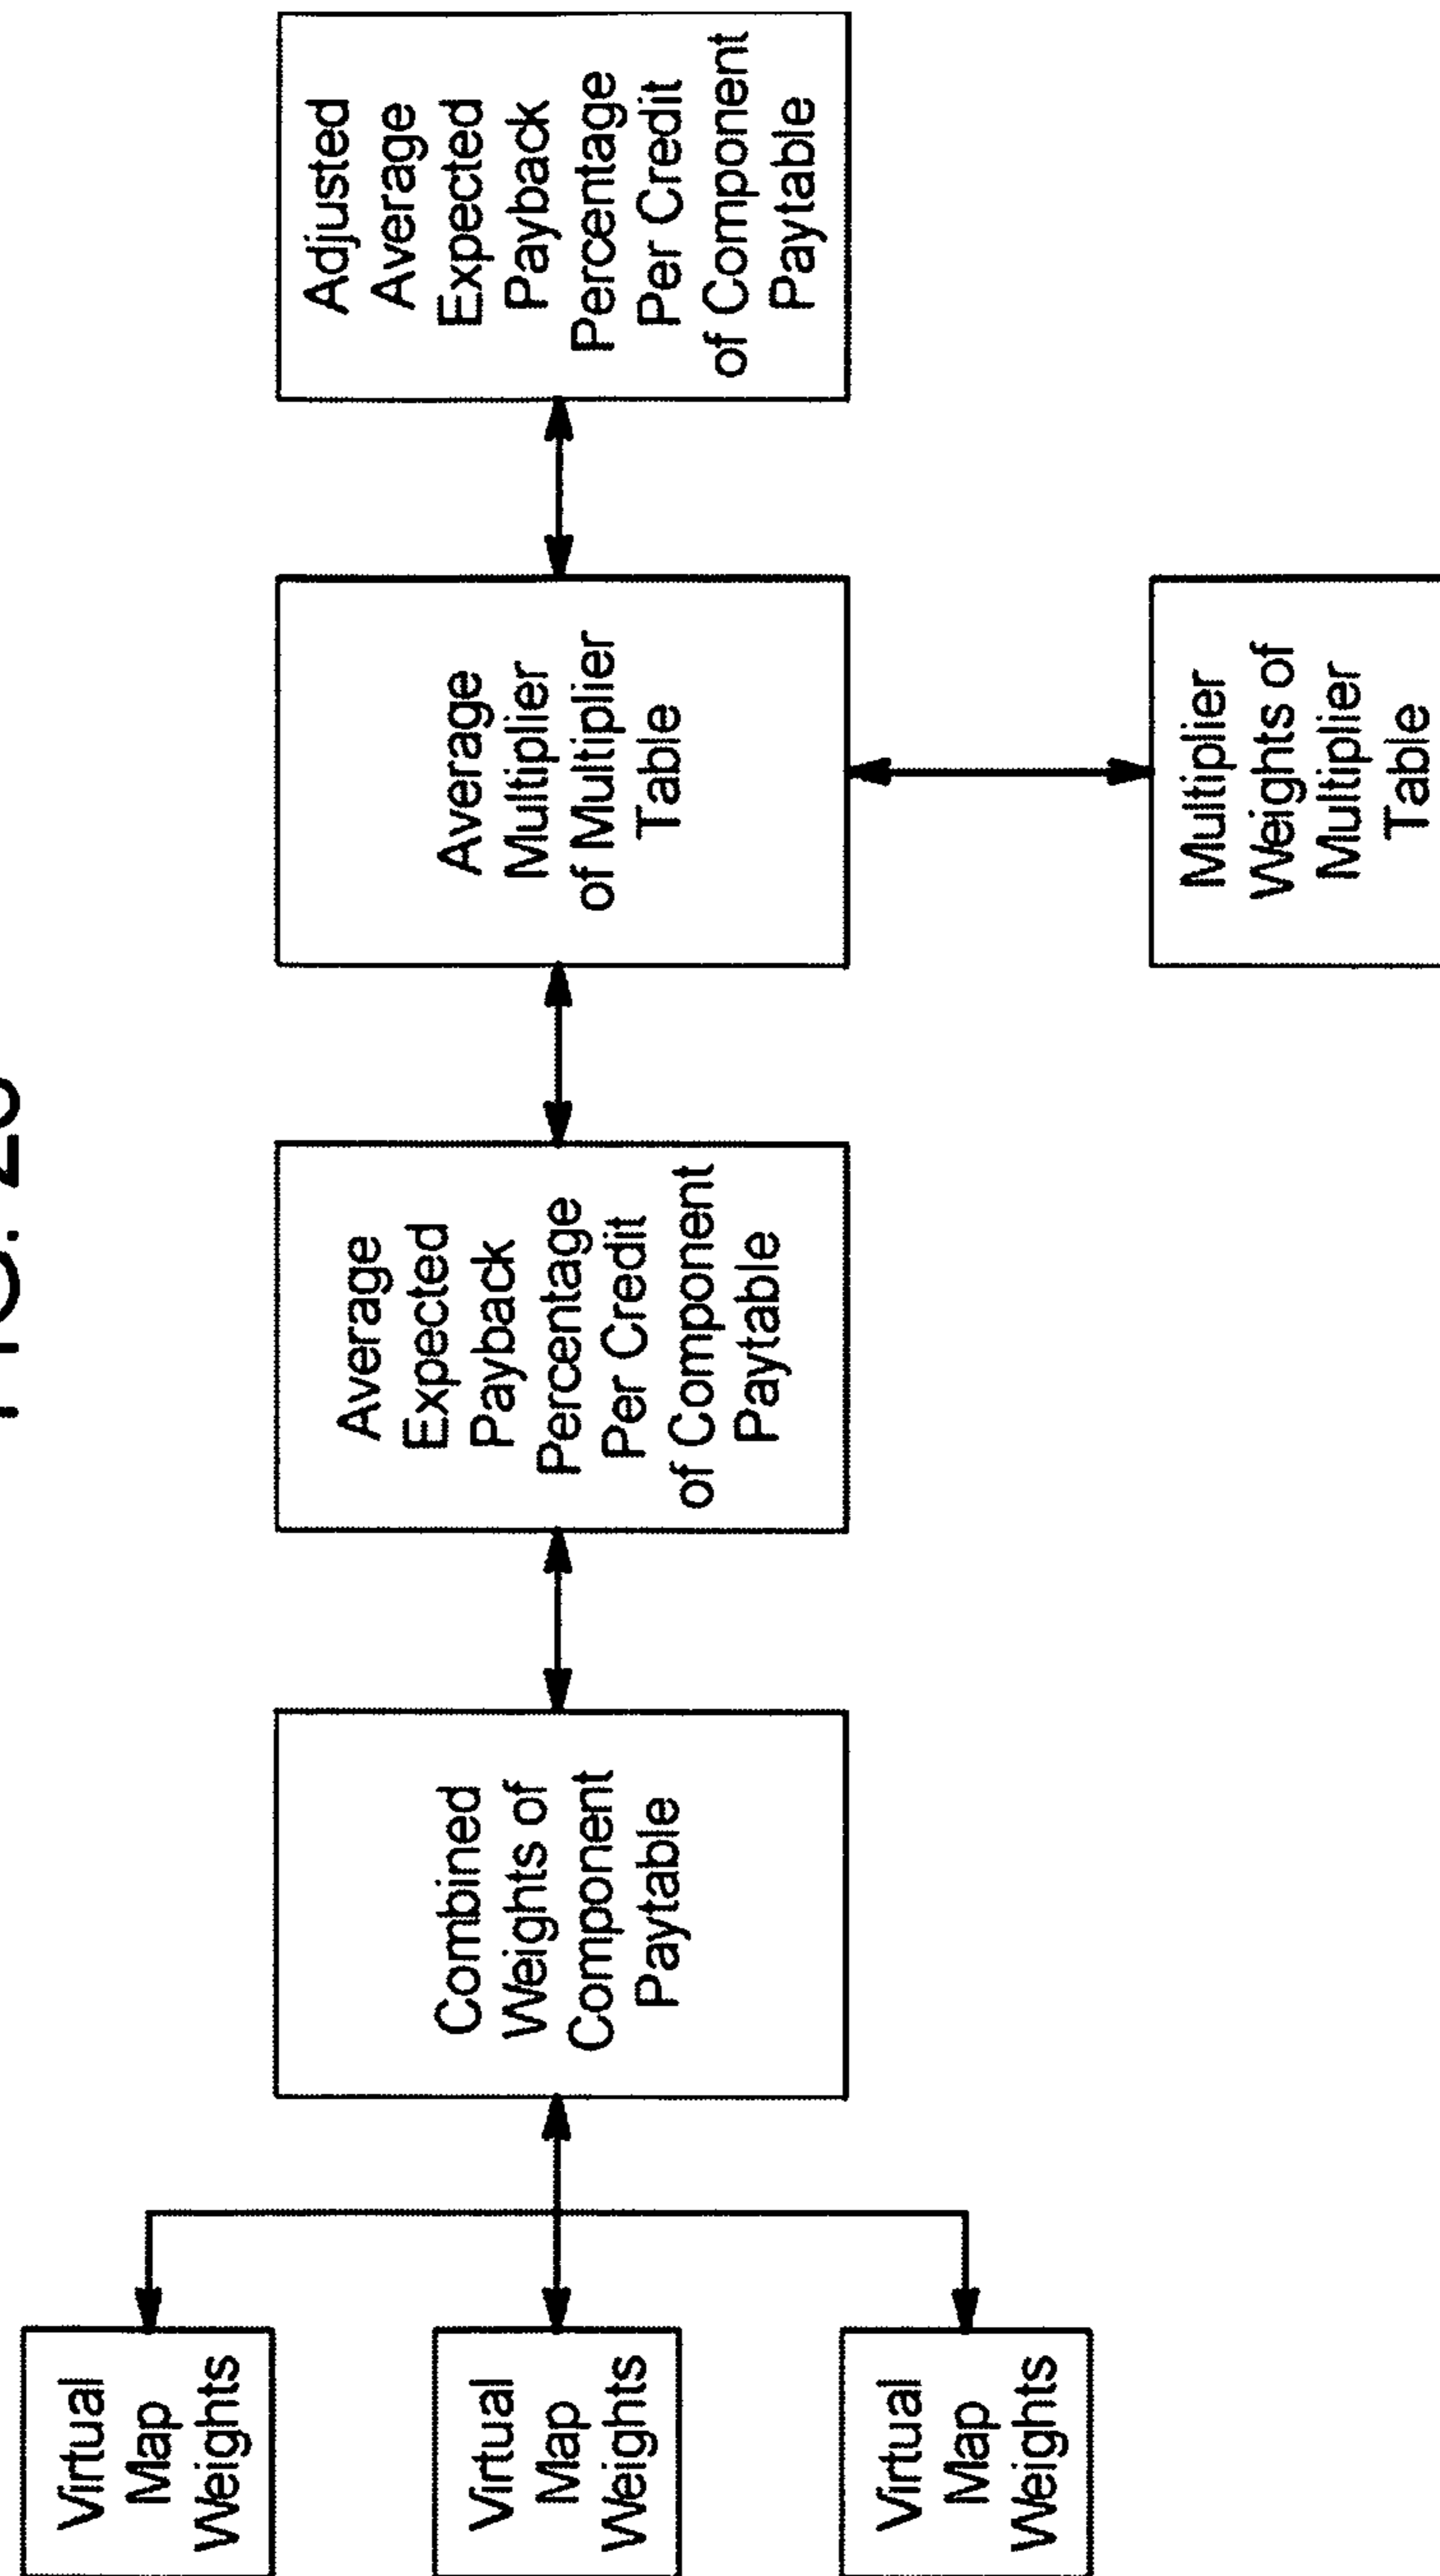 FIG.
Virtual
Map
Weights
Virtual
Map
Weights
Virtual
Map
Weights
Combined
Weights of
Component
Paytable
Average
Expected
Payback
Percentage
Per Credit
of Component
Paytable
Average
Multiplier
of Multiplier
Table
Adjusted
Average
Expected
Payback
Percentage
Per Credit
of Component
Paytable
Multiplier
Weights of
Multiplier
Table